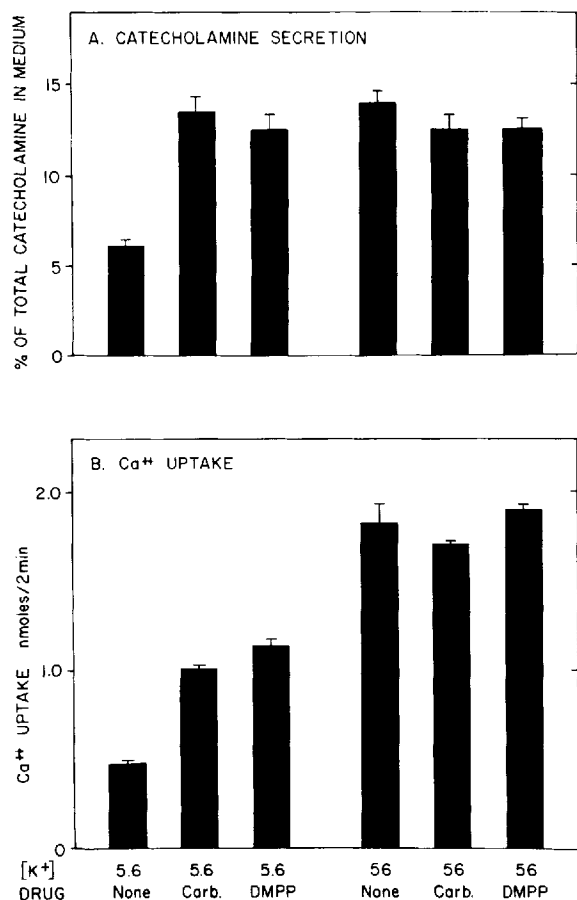 A. CATECHOLAMINE SECRETION
% OF TOTAL CATECHOLAMINE IN MEDIUM
15
10
5
0
B. Ca⁺⁺ UPTAKE
Ca⁺⁺ UPTAKE nmoles/2min
2.0
1.0
0
[K⁺] 5.6 5.6 5.6 56 56 56
DRUG None Carb. DMPP None Carb. DMPP